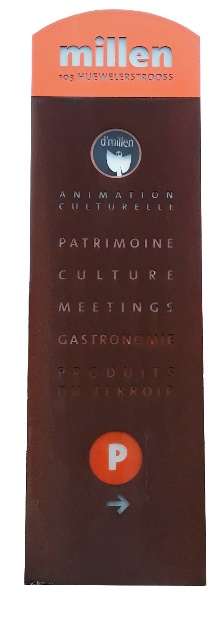 millen
103 HUEWELERSTROOSS
d'millen
ANIMATION
CULTURELLE
PATRIMOINE
CULTURE
MEETINGS
GASTRONOMIE
PRODUITS
DU TERROIR
P
→